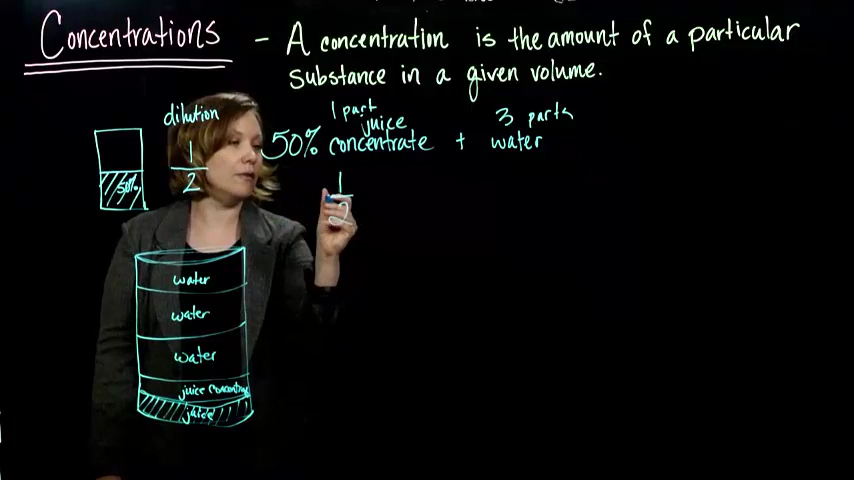 Concentrations - A concentration is the amount of a particular
substance in a given volume.
dilution
1
2
50%
1 part
juice
50% concentrate + 3 parts
water
1
2
water
water
water
juice concentrate
juice